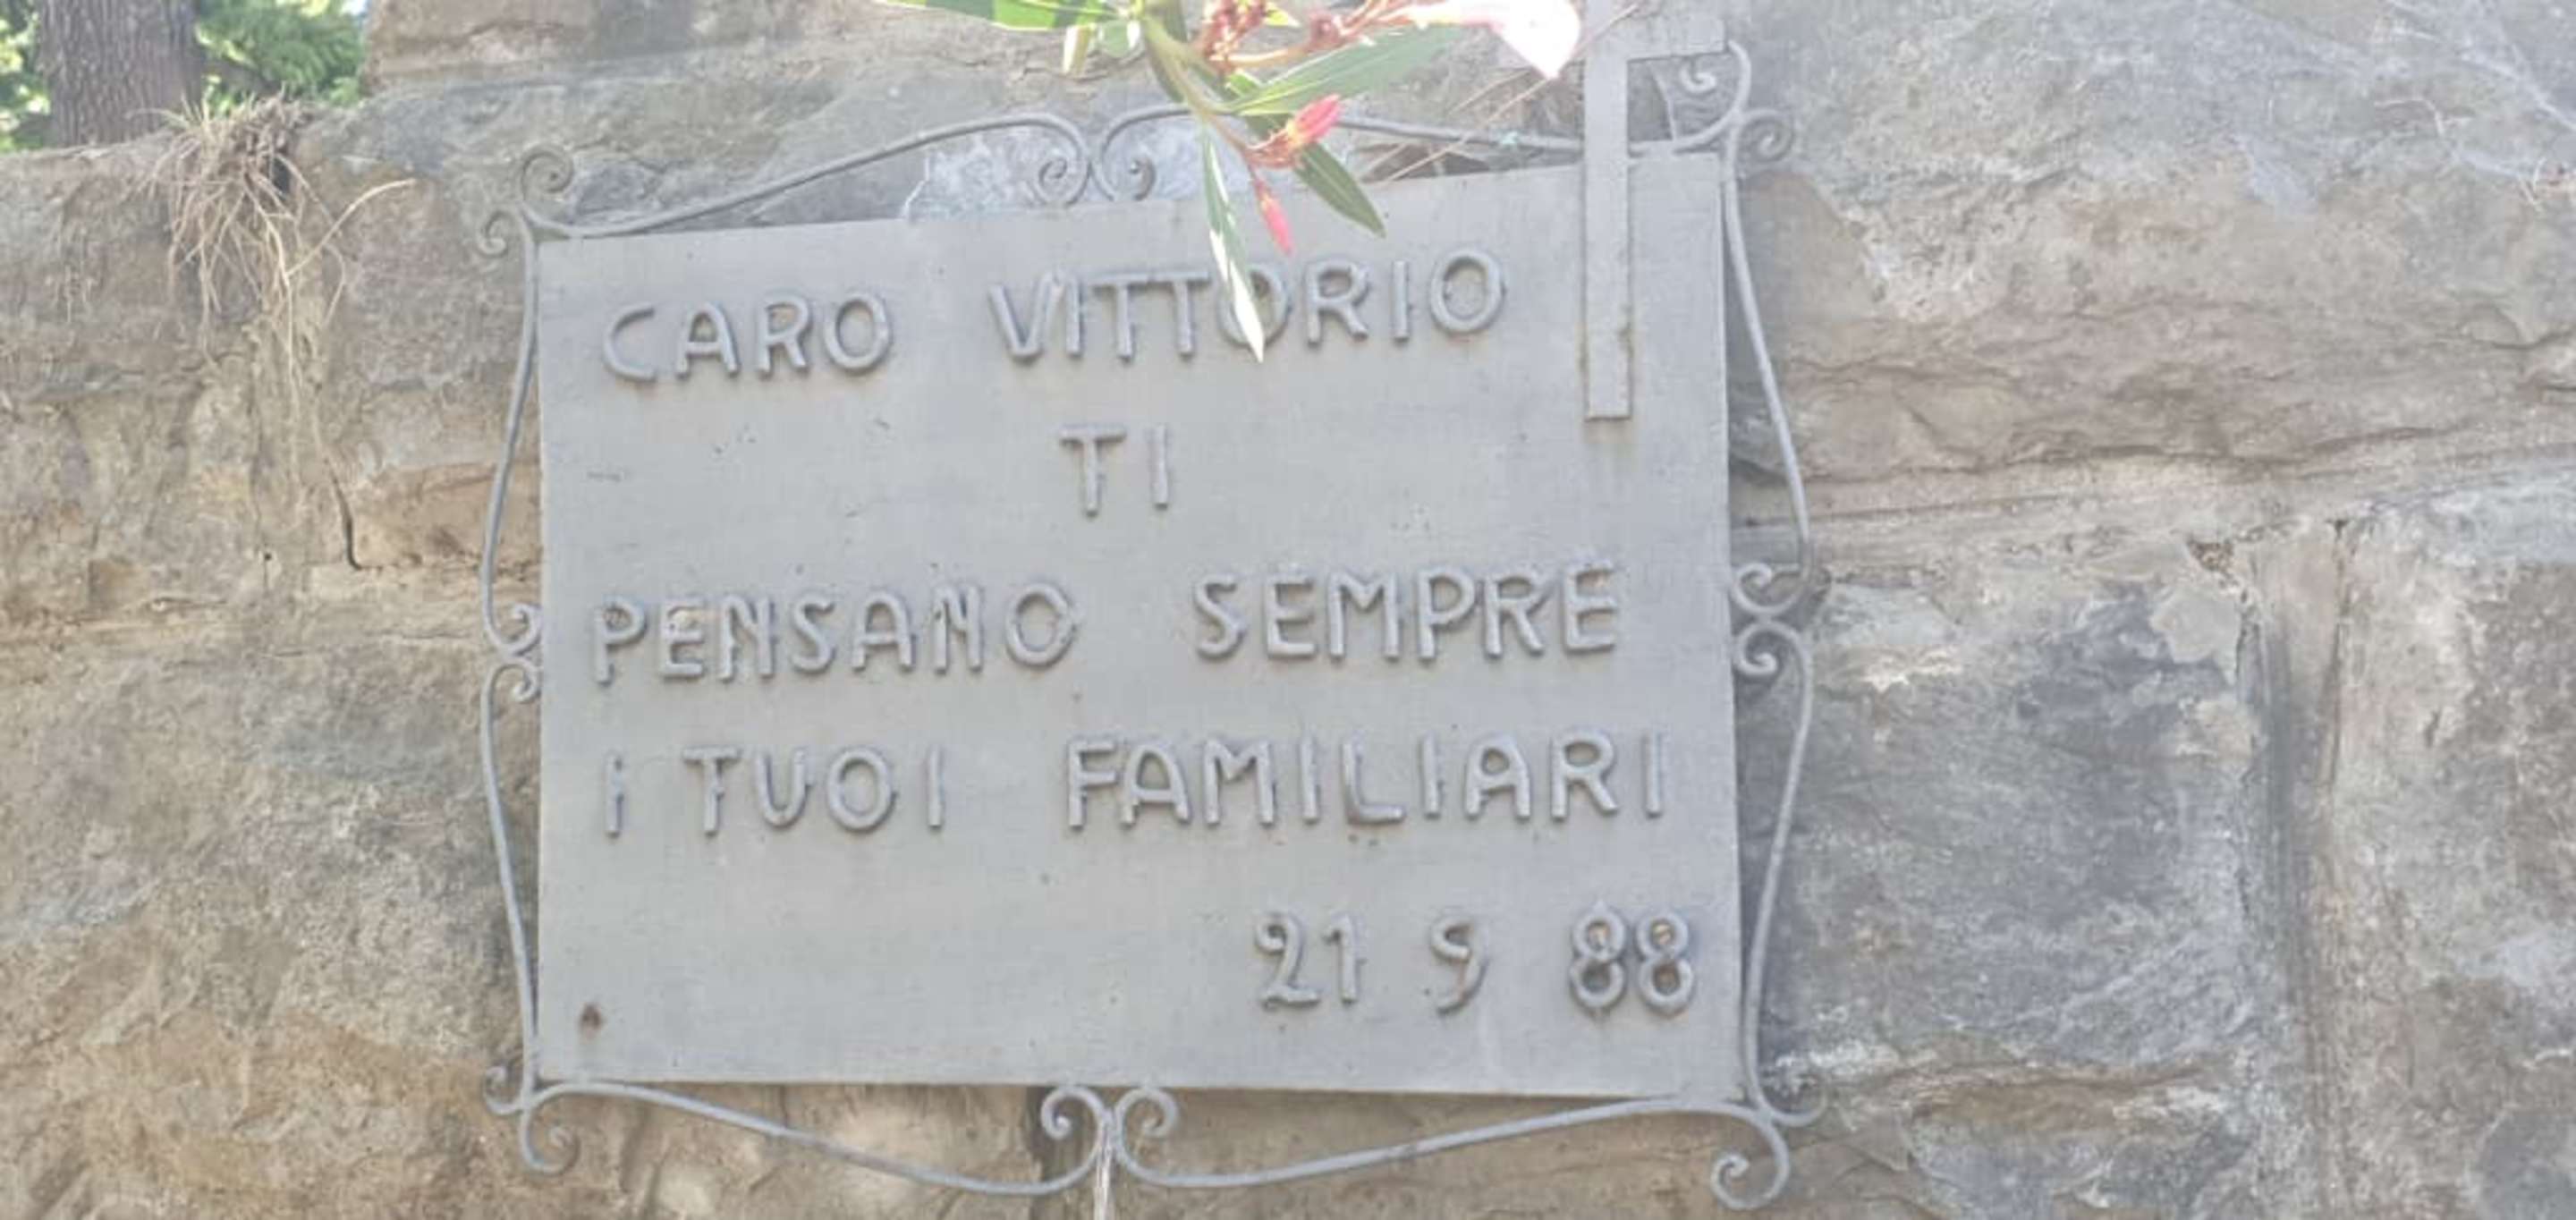 CARO VITTORIO
TI
PENSANO SEMPRE
i TUOI FAMILIARI
21 9 88